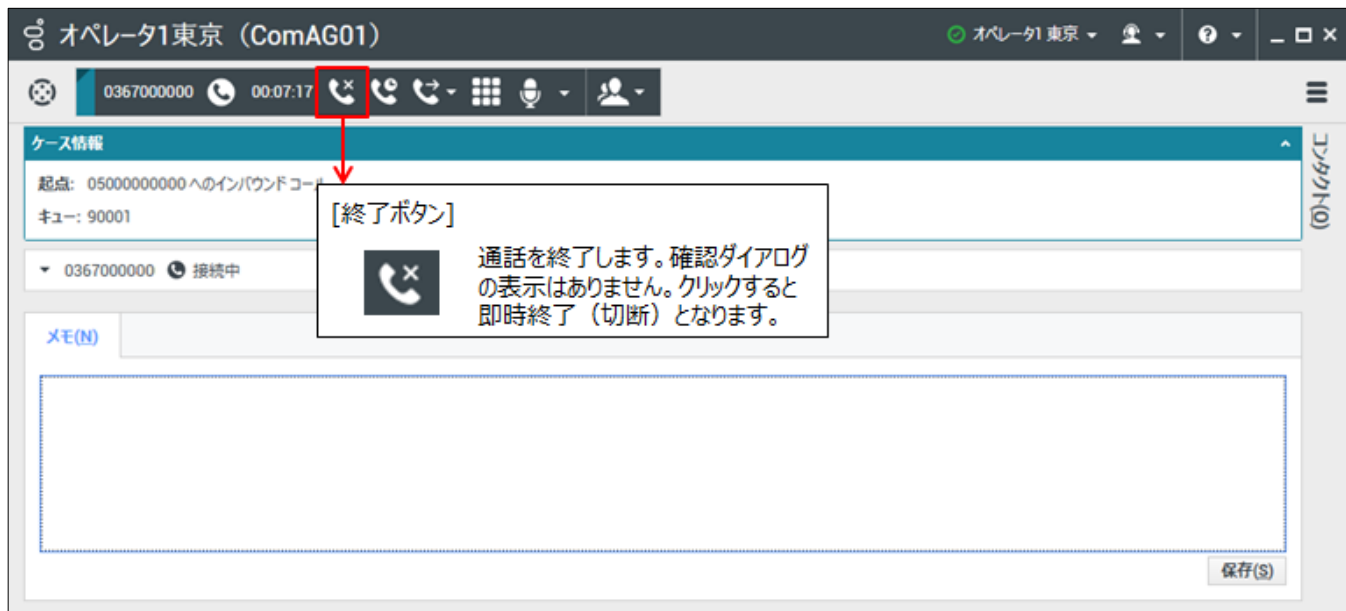 オペレータ1東京（ComAG01）
オペレータ1 東京
0367000000 00:07:17
ケース情報
起点: 05000000000 へのインバウンド コール
キュー: 90001
コンタクト(O)
[終了ボタン]
通話を終了します。確認ダイアログ
の表示はありません。クリックすると
即時終了（切断）となります。
0367000000 接続中
メモ(N)
保存(S)